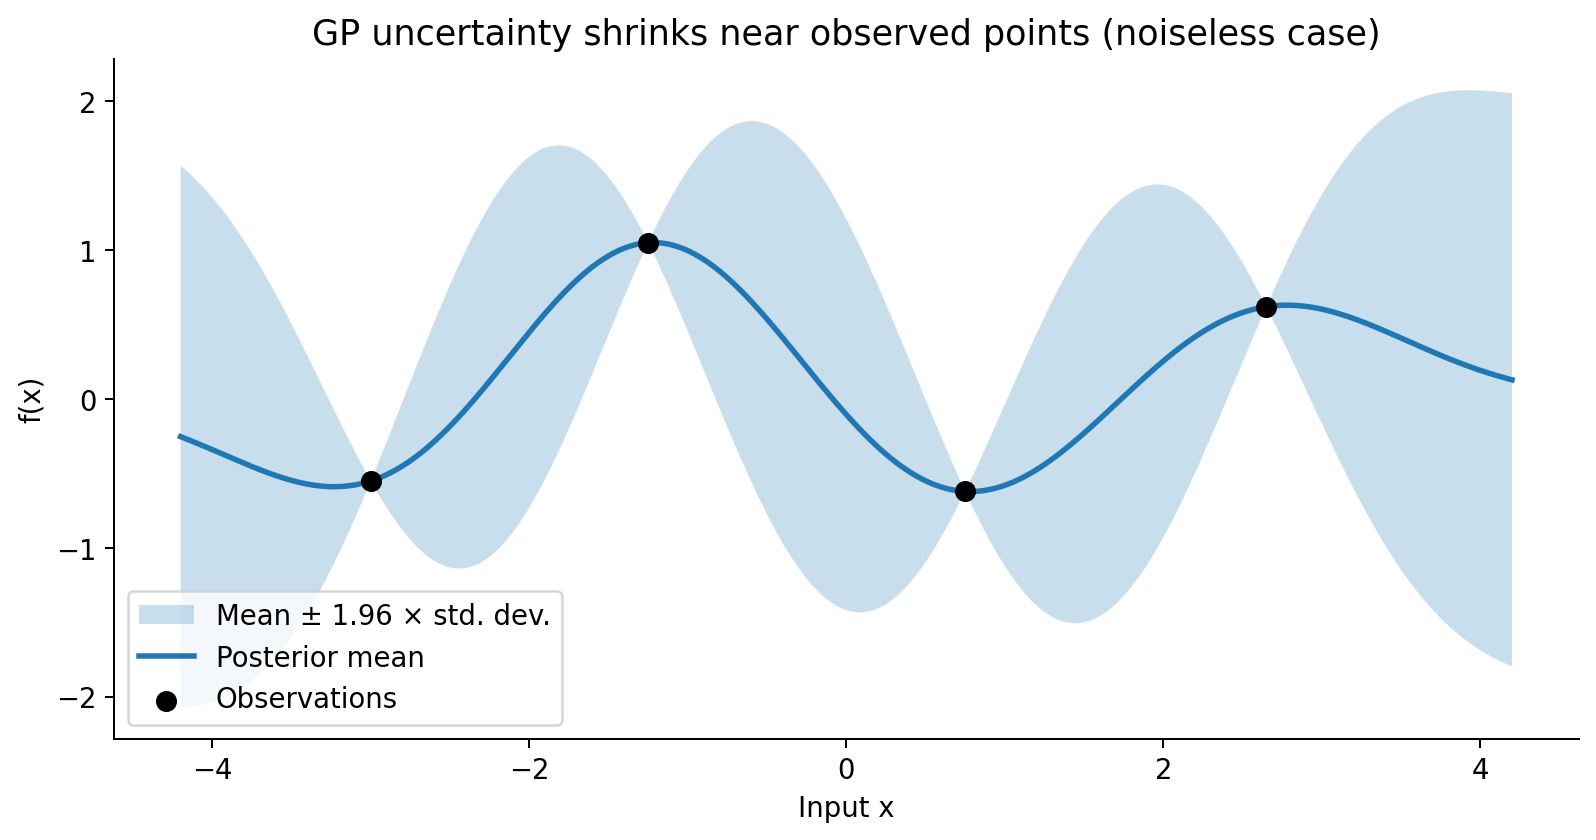 GP uncertainty shrinks near observed points (noiseless case)
f(x)
2
1
0
−1
−2
Mean ± 1.96 × std. dev.
Posterior mean
Observations
−4 −2 0 2 4
Input x